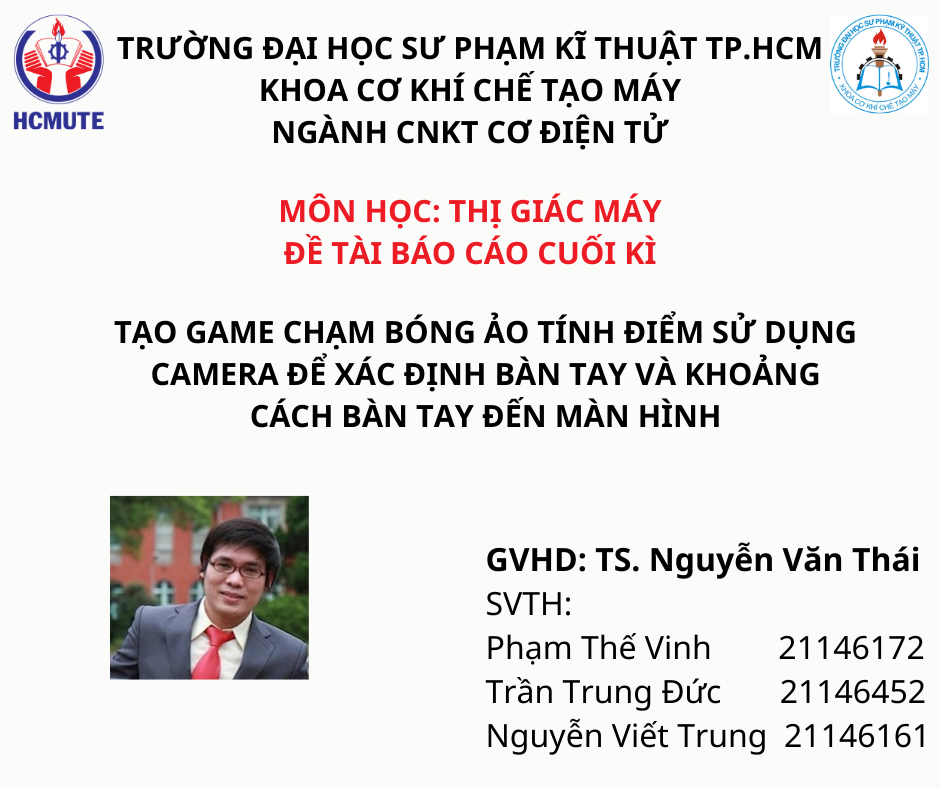 HCMUTE
TRƯỜNG ĐẠI HỌC SƯ PHẠM KĨ THUẬT TP.HCM
KHOA CƠ KHÍ CHẾ TẠO MÁY
NGÀNH CNKT CƠ ĐIỆN TỬ
TRƯỜNG ĐẠI HỌC SƯ PHẠM KỸ THUẬT TP. HCM
KHOA CƠ KHÍ CHẾ TẠO MÁY
MÔN HỌC: THỊ GIÁC MÁY
ĐỀ TÀI BÁO CÁO CUỐI KÌ
TẠO GAME CHẠM BÓNG ẢO TÍNH ĐIỂM SỬ DỤNG
CAMERA ĐỂ XÁC ĐỊNH BÀN TAY VÀ KHOẢNG
CÁCH BÀN TAY ĐẾN MÀN HÌNH
GVHD: TS. Nguyễn Văn Thái
SVTH:
Phạm Thế Vinh 21146172
Trần Trung Đức 21146452
Nguyễn Viết Trung 21146161